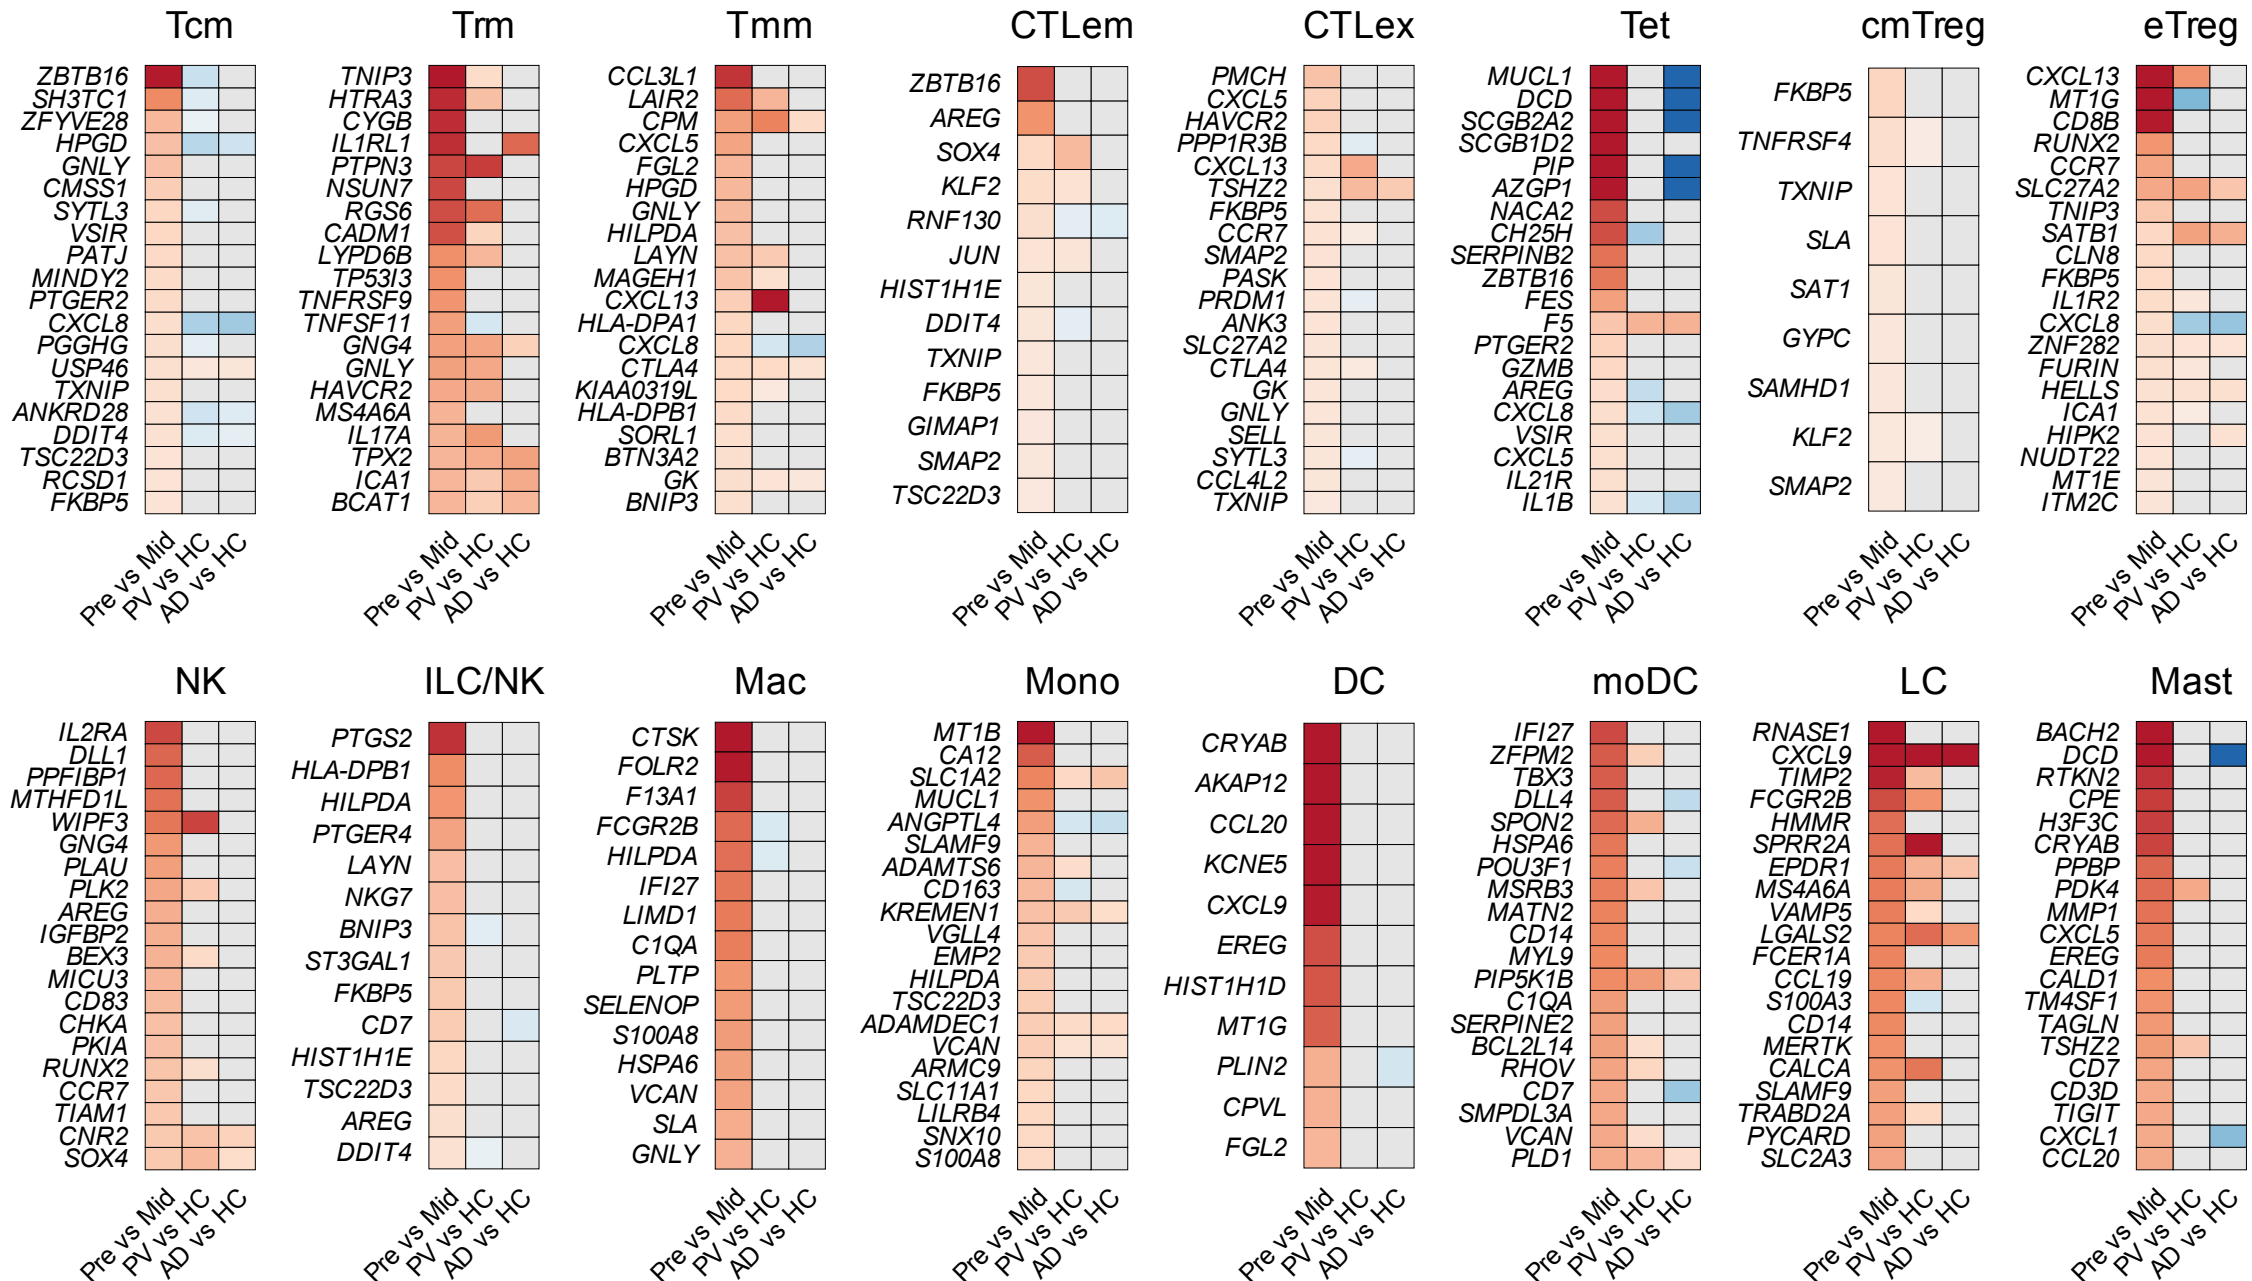 Tcm
ZBTB16
SH3TC1
ZFYVE28
HPGD
GNLY
CMSS1
SYTL3
VSIR
PATJ
MINDY2
PTGER2
CXCL8
PGGHG
USP46
TXNIP
ANKRD28
DDIT4
TSC22D3
RCSD1
FKBP5
Pre vs Mid
PV vs HC
AD vs HC
Trm
TNIP3
HTRA3
CYGB
IL1RL1
PTPN3
NSUN7
RGS6
CADM1
LYPD6B
TP53I3
TNFRSF9
TNFSF11
GNG4
GNLY
HAVCR2
MS4A6A
IL17A
TPX2
ICA1
BCAT1
Pre vs Mid
PV vs HC
AD vs HC
Tmm
CCL3L1
LAIR2
CPM
CXCL5
FGL2
HPGD
GNLY
HILPDA
LAYN
MAGEH1
CXCL13
HLA-DPA1
CXCL8
CTLA4
KIAA0319L
HLA-DPB1
SORL1
BTN3A2
GK
BNIP3
Pre vs Mid
PV vs HC
AD vs HC
CTLem
ZBTB16
AREG
SOX4
KLF2
RNF130
JUN
HIST1H1E
DDIT4
TXNIP
FKBP5
GIMAP1
SMAP2
TSC22D3
Pre vs Mid
PV vs HC
AD vs HC
CTLex
PMCH
CXCL5
HAVCR2
PPP1R3B
CXCL13
TSHZ2
FKBP5
CCR7
SMAP2
PASK
PRDM1
ANK3
SLC27A2
CTLA4
GK
GNLY
SELL
SYTL3
CCL4L2
TXNIP
Pre vs Mid
PV vs HC
AD vs HC
Tet
MUCL1
DCD
SCGB2A2
SCGB1D2
PIP
AZGP1
NACA2
CH25H
SERPINB2
ZBTB16
FES
F5
PTGER2
GZMB
AREG
CXCL8
VSIR
CXCL5
IL21R
IL1B
Pre vs Mid
PV vs HC
AD vs HC
cmTreg
FKBP5
TNFRSF4
TXNIP
SLA
SAT1
GYPC
SAMHD1
KLF2
SMAP2
Pre vs Mid
PV vs HC
AD vs HC
eTreg
CXCL13
MT1G
CD8B
RUNX2
CCR7
SLC27A2
TNIP3
SATB1
CLN8
FKBP5
IL1R2
CXCL8
ZNF282
FURIN
HELLS
ICA1
HIPK2
NUDT22
MT1E
ITM2C
Pre vs Mid
PV vs HC
AD vs HC
NK
IL2RA
DLL1
PPFIBP1
MTHFD1L
WIPF3
GNG4
PLAU
PLK2
AREG
IGFBP2
BEX3
MICU3
CD83
CHKA
PKIA
RUNX2
CCR7
TIAM1
CNR2
SOX4
Pre vs Mid
PV vs HC
AD vs HC
ILC/NK
PTGS2
HLA-DPB1
HILPDA
PTGER4
LAYN
NKG7
BNIP3
ST3GAL1
FKBP5
CD7
HIST1H1E
TSC22D3
AREG
DDIT4
Pre vs Mid
PV vs HC
AD vs HC
Mac
CTSK
FOLR2
F13A1
FCGR2B
HILPDA
IFI27
LIMD1
C1QA
PLTP
SELENOP
S100A8
HSPA6
VCAN
SLA
GNLY
Pre vs Mid
PV vs HC
AD vs HC
Mono
MT1B
CA12
SLC1A2
MUCL1
ANGPTL4
SLAMF9
ADAMTS6
CD163
KREMEN1
VGLL4
EMP2
HILPDA
TSC22D3
ADAMDEC1
VCAN
ARMC9
SLC11A1
LILRB4
SNX10
S100A8
Pre vs Mid
PV vs HC
AD vs HC
DC
CRYAB
AKAP12
CCL20
KCNE5
CXCL9
EREG
HIST1H1D
MT1G
PLIN2
CPVL
FGL2
Pre vs Mid
PV vs HC
AD vs HC
moDC
IFI27
ZFPM2
TBX3
DLL4
SPON2
HSPA6
POU3F1
MSRB3
MATN2
CD14
MYL9
PIP5K1B
C1QA
SERPINE2
BCL2L14
RHOV
CD7
SMPDL3A
VCAN
PLD1
Pre vs Mid
PV vs HC
AD vs HC
LC
RNASE1
CXCL9
TIMP2
FCGR2B
HMMR
SPRR2A
EPDR1
MS4A6A
VAMP5
LGALS2
FCER1A
CCL19
S100A3
CD14
MERTK
CALCA
SLAMF9
TRABD2A
PYCARD
SLC2A3
Pre vs Mid
PV vs HC
AD vs HC
Mast
BACH2
DCD
RTKN2
CPE
H3F3C
CRYAB
PPBP
PDK4
MMP1
CXCL5
EREG
CALD1
TM4SF1
TAGLN
TSHZ2
CD7
CD3D
TIGIT
CXCL1
CCL20
Pre vs Mid
PV vs HC
AD vs HC